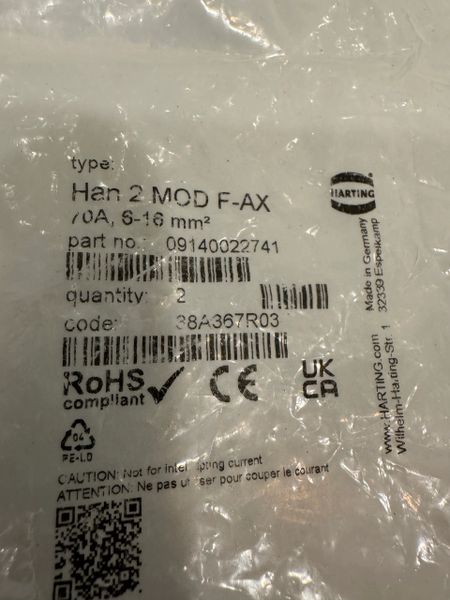 type:
Han 2 MOD F-AX
70A, 6-16 mm²
part no.: 09140022741
quantity: 2
code: 38A367R03
RoHS
compliant
CE
UK
CA
04
PE-LD
CAUTION: Not for interrupting current
ATTENTION: Ne pas utiliser pour couper le courant
HARTING
Made in Germany
32339 Espelkamp
www.HARTING.com
Wilhelm-Harting-Str. 1